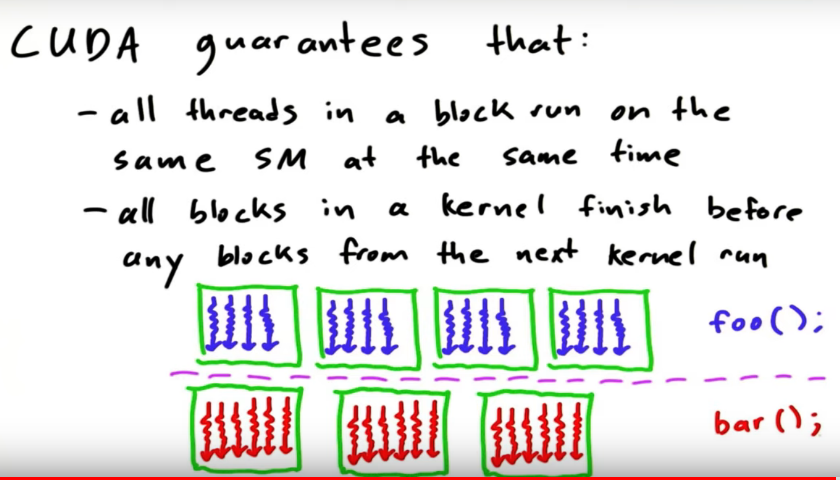 CUDA guarantees that:
- all threads in a block run on the
same SM at the same time
- all blocks in a kernel finish before
any blocks from the next kernel run
foo();
bar();